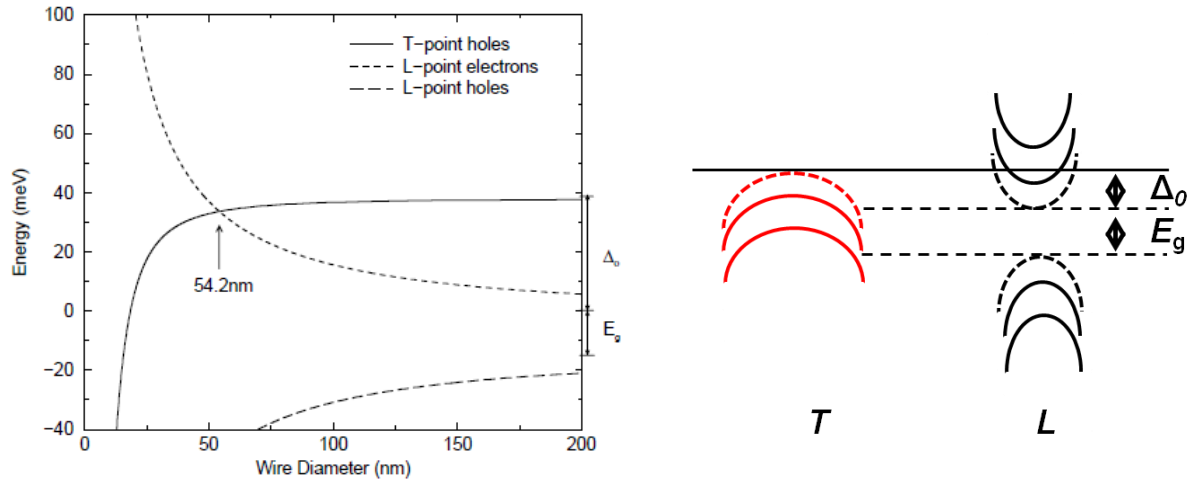 100
80
60
40
20
0
−20
−40
Energy (meV)
T−point holes
L−point electrons
L−point holes
54.2nm
Δ₀
E_g
0 50 100 150 200
Wire Diameter (nm)
Δ₀
E_g
T L